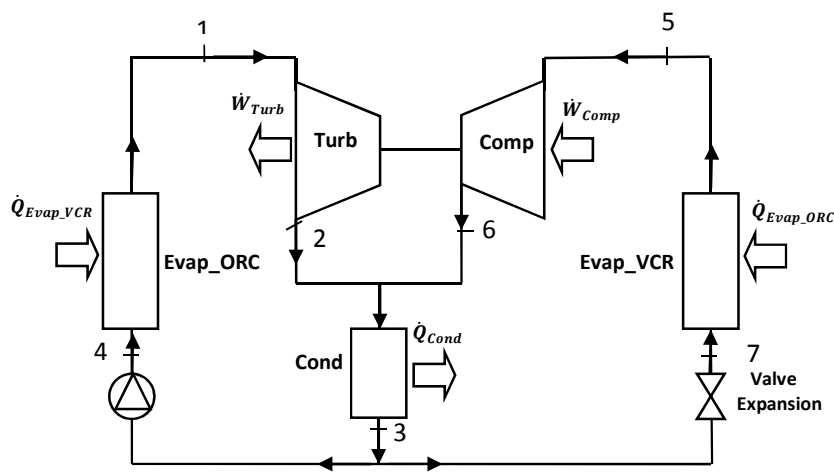 1
5
Ẇ_Turb
Ẇ_Comp
Turb
Comp
Q̇_Evap_VCR
Q̇_Evap_ORC
2
6
Evap_ORC
Evap_VCR
Q̇_Cond
4
Cond
7
Valve
Expansion
3